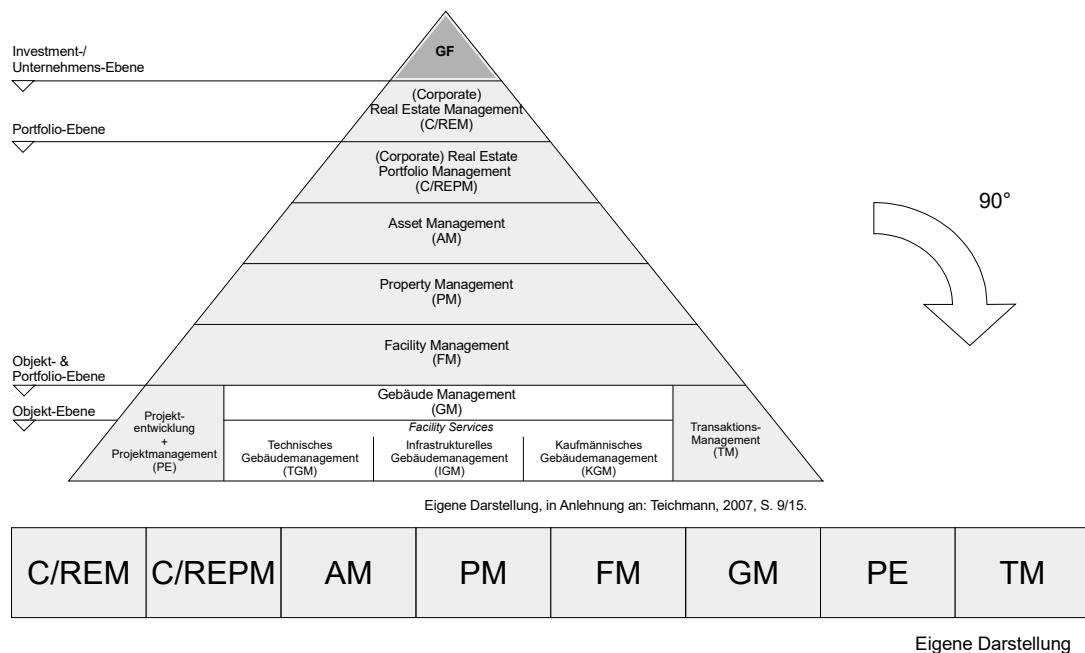 GF
Investment-/
Unternehmens-Ebene
(Corporate)
Real Estate Management
(C/REM)
Portfolio-Ebene
(Corporate) Real Estate
Portfolio Management
(C/REPM)
90°
Asset Management
(AM)
Property Management
(PM)
Facility Management
(FM)
Objekt- &
Portfolio-Ebene
Objekt-Ebene
Projekt-
entwicklung
+
Projektmanagement
(PE)
Gebäude Management
(GM)
Facility Services
Technisches
Gebäudemanagement
(TGM)
Infrastrukturelles
Gebäudemanagement
(IGM)
Kaufmännisches
Gebäudemanagement
(KGM)
Transaktions-
Management
(TM)
Eigene Darstellung, in Anlehnung an: Teichmann, 2007, S. 9/15.
C/REM C/REPM AM PM FM GM PE TM
Eigene Darstellung